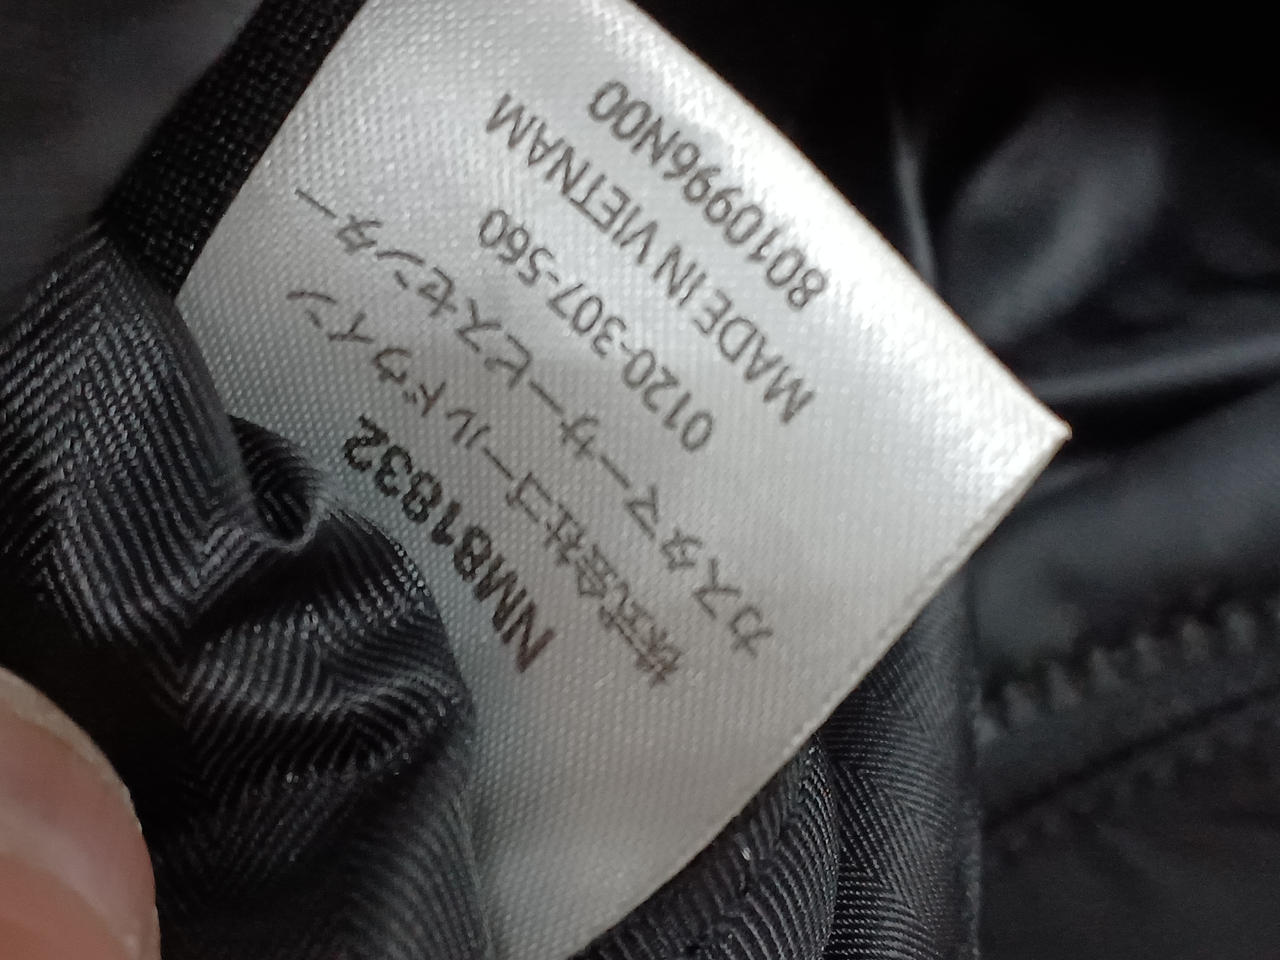 NM81832
株式会社ゴールドウイン
カスタマーサービスセンター
0120-307-560
MADE IN VIETNAM
80109996N00